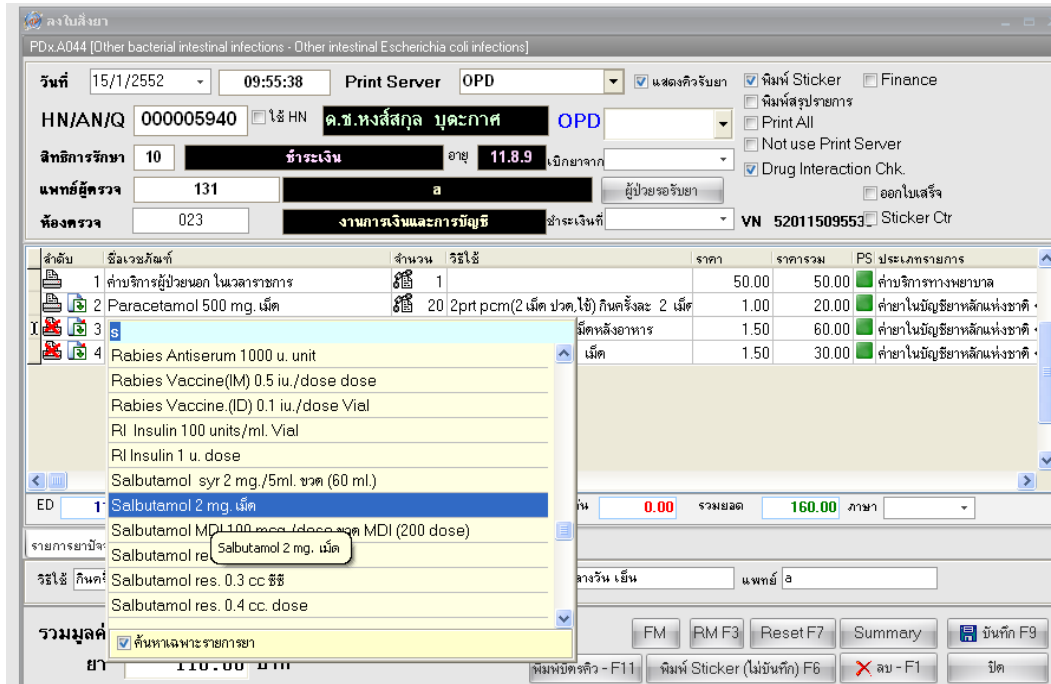 ลงใบสั่งยา
PDx.A044 [Other bacterial intestinal infections - Other intestinal Escherichia coli infections]
วันที่ 15/1/2552 09:55:38 Print Server OPD แสดงคิวรับยา พิมพ์ Sticker Finance
พิมพ์สรุปรายการ
HN/AN/Q 000005940 ใช้ HN ด.ช.หงส์สกุล บุดะกาศ OPD Print All
Not use Print Server
สิทธิการรักษา 10 ชำระเงิน อายุ 11.8.9 เบิกยาจาก Drug Interaction Chk.
แพทย์ผู้ตรวจ 131 a ผู้ป่วยรอรับยา ออกใบเสร็จ
ห้องตรวจ 023 งานการเงินและการบัญชี ชำระเงินที่ VN 52011509553 Sticker Ctr
ลำดับ ชื่อเวชภัณฑ์ จำนวน วิธีใช้ ราคา ราคารวม PS ประเภทรายการ
1 ค่าบริการผู้ป่วยนอก ในเวลาราชการ 1 50.00 50.00 ค่าบริการทางพยาบาล
2 Paracetamol 500 mg. เม็ด 20 2prt pcm(2 เม็ด ปวด,ไข้) กินครั้งละ 2 เม็ด 1.00 20.00 ค่ายาในบัญชียาหลักแห่งชาติ
3 s เม็ดหลังอาหาร 1.50 60.00 ค่ายาในบัญชียาหลักแห่งชาติ
4 เม็ด 1.50 30.00 ค่ายาในบัญชียาหลักแห่งชาติ
Rabies Antiserum 1000 u. unit
Rabies Vaccine(IM) 0.5 iu./dose dose
Rabies Vaccine.(ID) 0.1 iu./dose Vial
RI Insulin 100 units/ml. Vial
RI Insulin 1 u. dose
Salbutamol syr 2 mg./5ml. ขวด (60 ml.)
Salbutamol 2 mg. เม็ด
Salbutamol MDI 100 mcg./dose ขวด MDI (200 dose)
Salbutamol 2 mg. เม็ด
Salbutamol re
Salbutamol res. 0.3 cc ซีซี
Salbutamol res. 0.4 cc. dose
ค้นหาเฉพาะรายการยา
ED 0.00 รวมยอด 160.00 ภาษา
วิธีใช้ เย็น แพทย์ a
รวมมูลค่ FM RM F3 Reset F7 Summary บันทึก F9
ยา 110.00 บาท พิมพ์บัตรคิว - F11 พิมพ์ Sticker (ไม่บันทึก) F6 ลบ - F1 ปิด